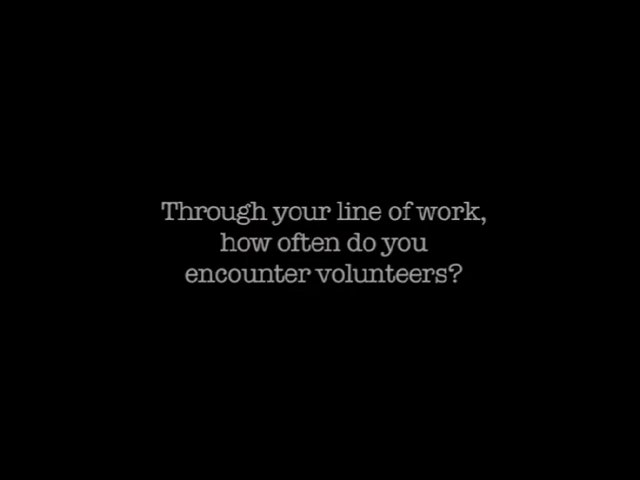 Through your line of work,
how often do you
encounter volunteers?